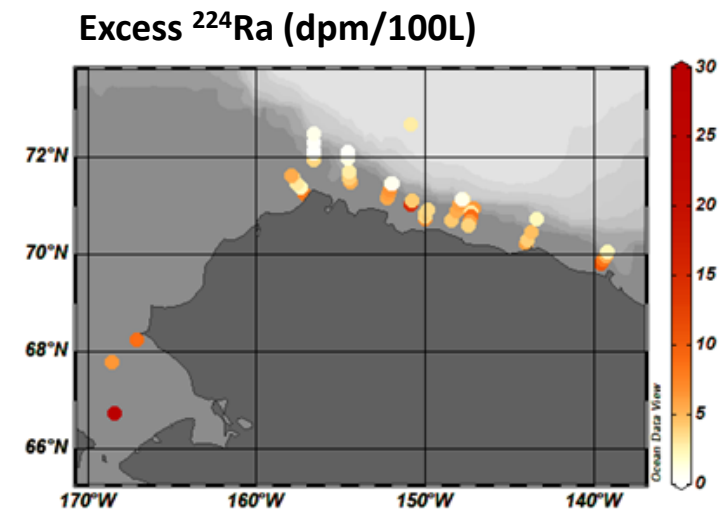 Excess ²²⁴Ra (dpm/100L)
30
25
20
15
10
5
0
72°N
70°N
68°N
66°N
170°W 160°W 150°W 140°W
Ocean Data View